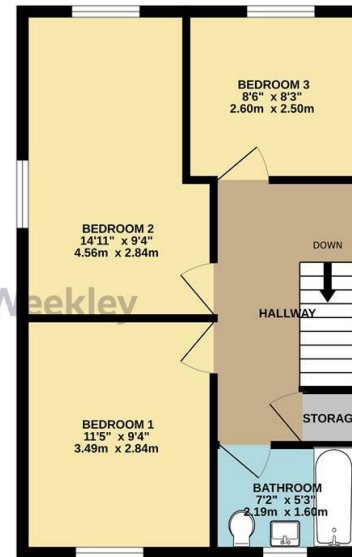 BEDROOM 3
8'6" x 8'3"
2.60m x 2.50m
BEDROOM 2
14'11" x 9'4"
4.56m x 2.84m
DOWN
Weekley
HALLWAY
BEDROOM 1
11'5" x 9'4"
3.49m x 2.84m
STORAG
BATHROOM
7'2" x 5'3"
2.19m x 1.60m